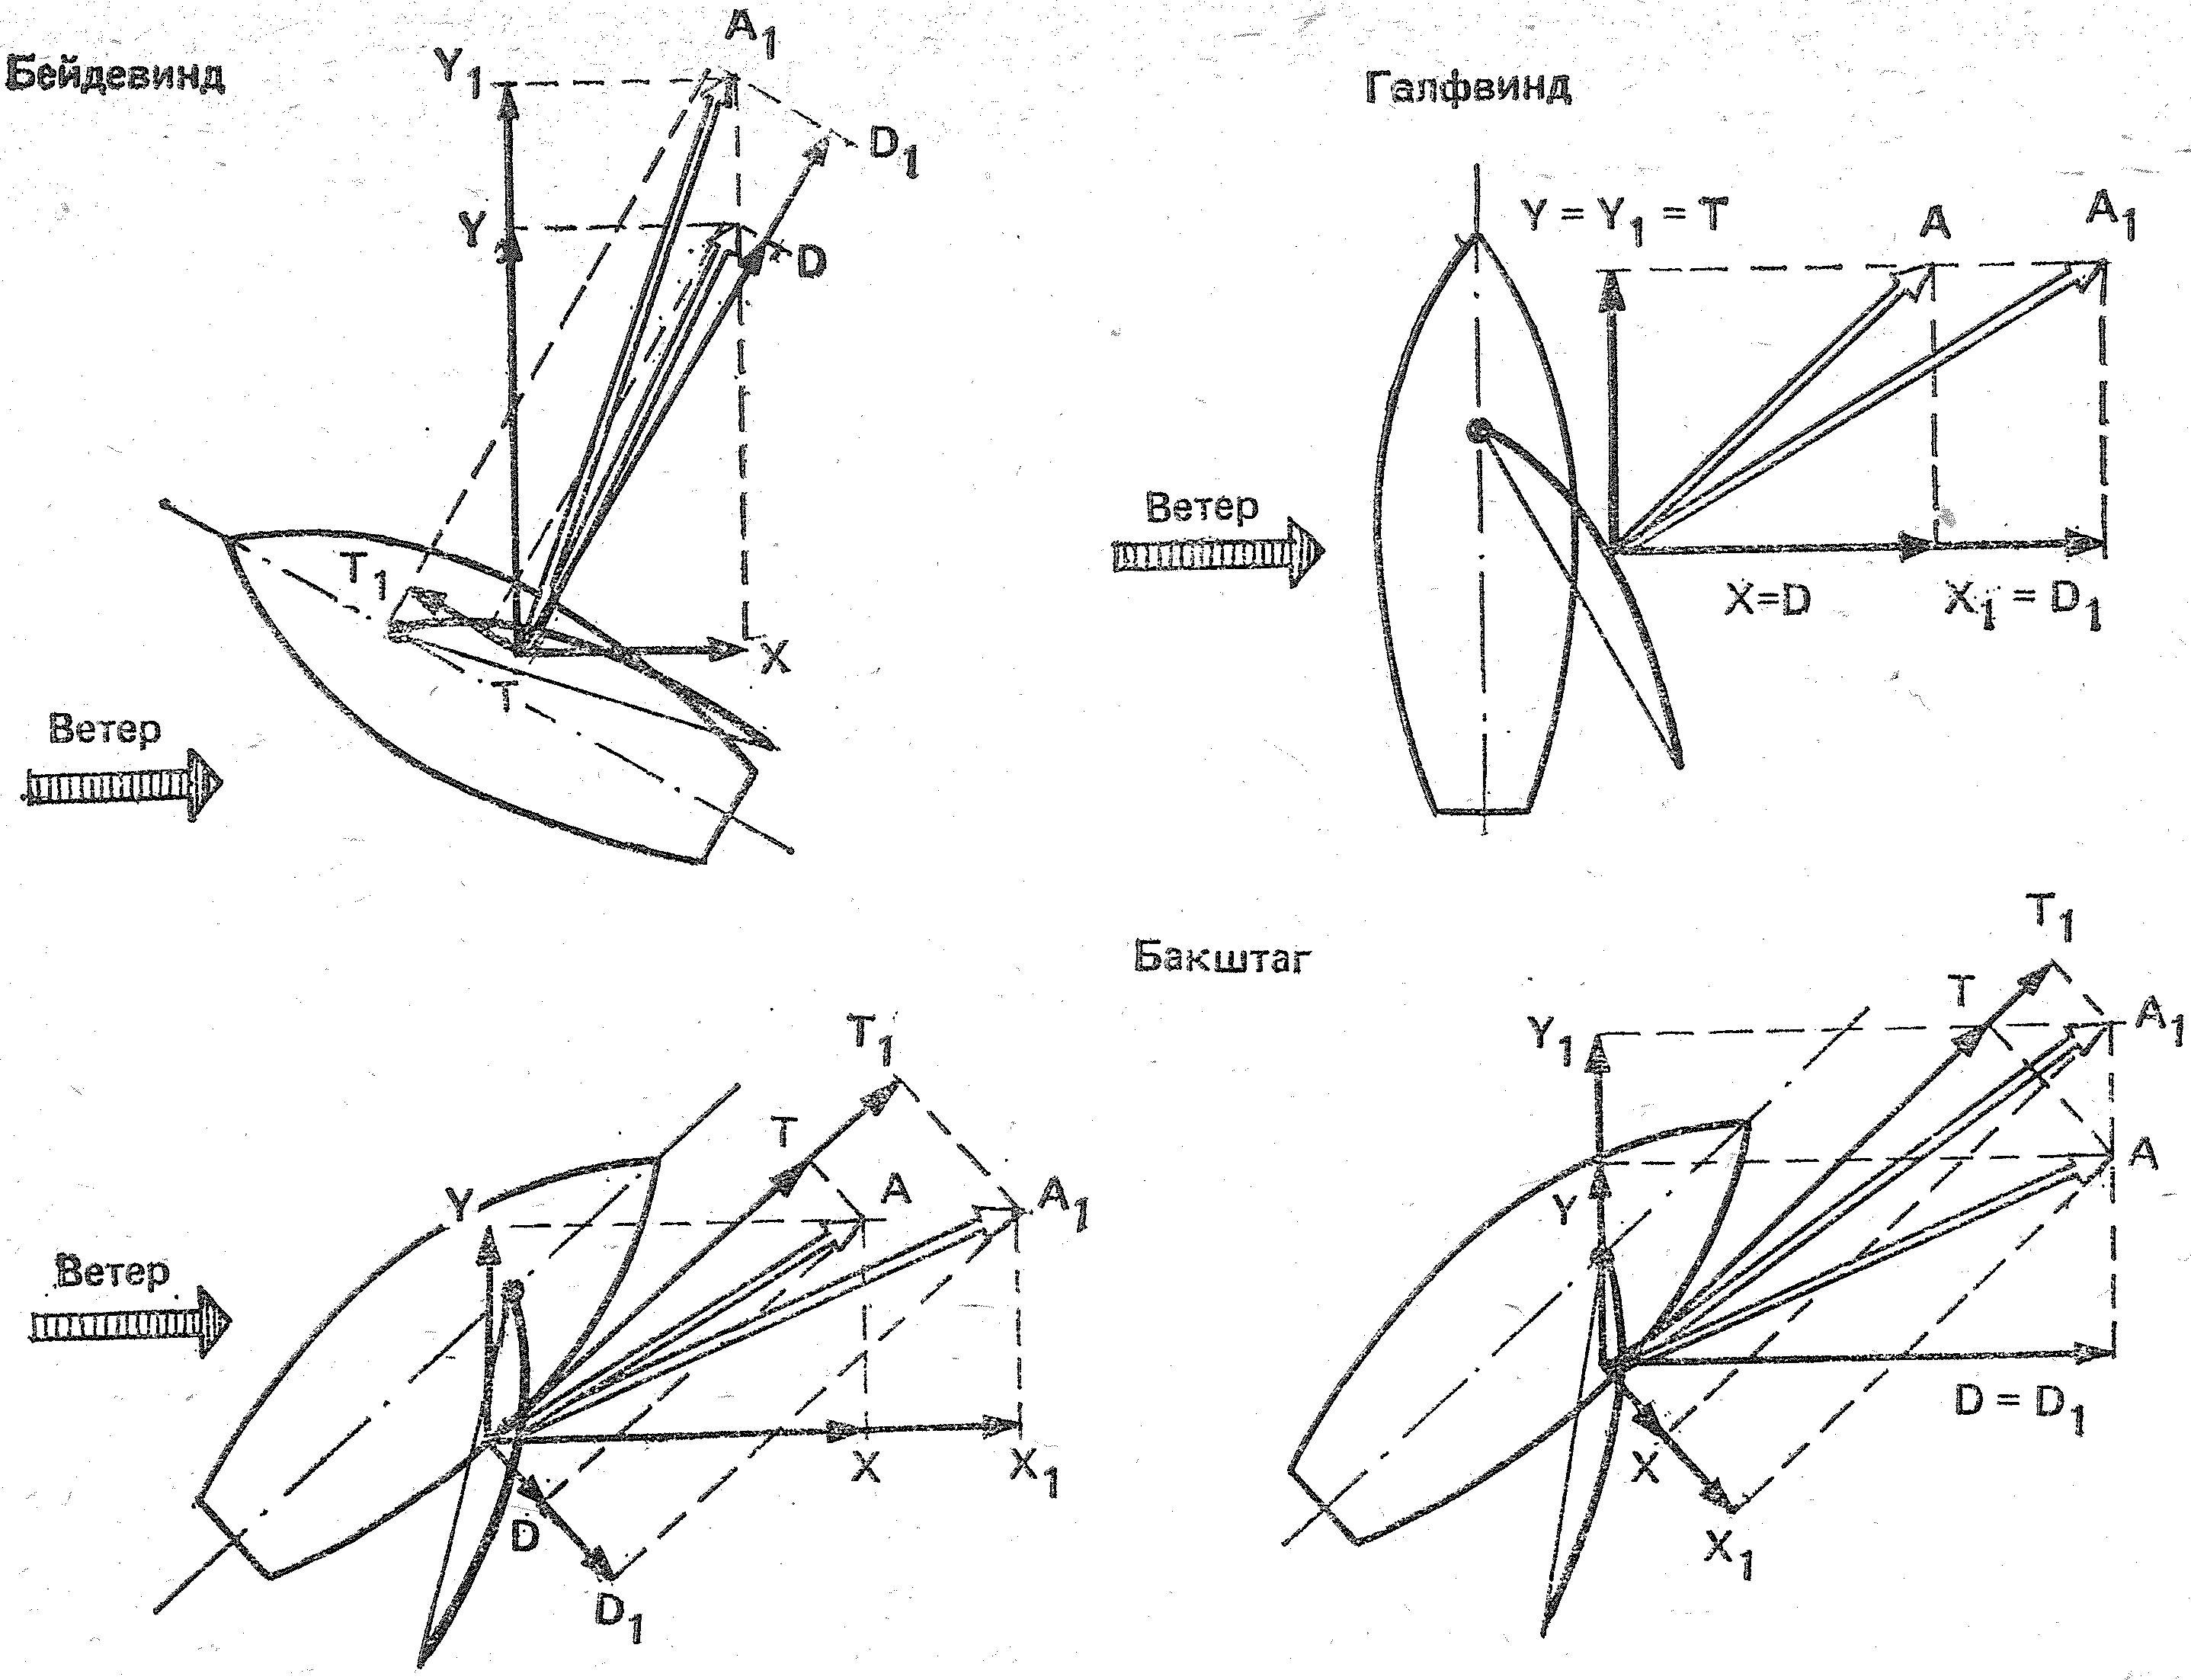 Бейдевинд
Y1
A1
D1
Y
D
T1
X
T
Ветер
Галфвинд
Y = Y1 = T
A
A1
Ветер
X=D
X1 = D1
Бакштаг
T1
T
A
A1
Y
Ветер
X
X1
D
D1
T1
T
A1
Y1
A
Y
D = D1
X
X1